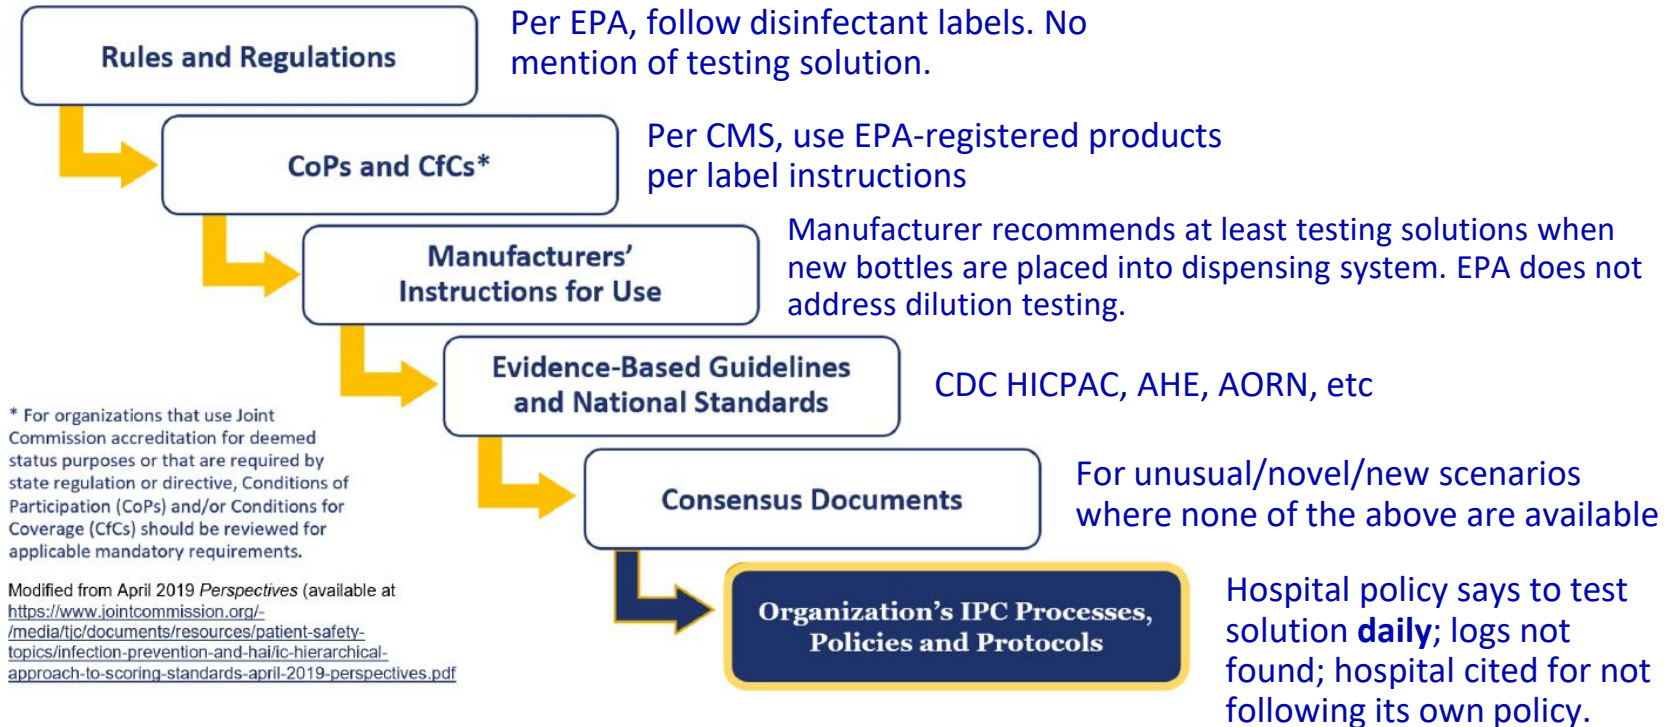 Rules and Regulations
Per EPA, follow disinfectant labels. No
mention of testing solution.
CoPs and CfCs*
Per CMS, use EPA-registered products
per label instructions
Manufacturers’
Instructions for Use
Manufacturer recommends at least testing solutions when
new bottles are placed into dispensing system. EPA does not
address dilution testing.
Evidence-Based Guidelines
and National Standards
CDC HICPAC, AHE, AORN, etc
* For organizations that use Joint
Commission accreditation for deemed
status purposes or that are required by
state regulation or directive, Conditions of
Participation (CoPs) and/or Conditions for
Coverage (CfCs) should be reviewed for
applicable mandatory requirements.
Consensus Documents
For unusual/novel/new scenarios
where none of the above are available
Modified from April 2019 Perspectives (available at
https://www.jointcommission.org/-
/media/tjc/documents/resources/patient-safety-
topics/infection-prevention-and-hai/ic-hierarchical-
approach-to-scoring-standards-april-2019-perspectives.pdf
Organization’s IPC Processes,
Policies and Protocols
Hospital policy says to test
solution daily; logs not
found; hospital cited for not
following its own policy.